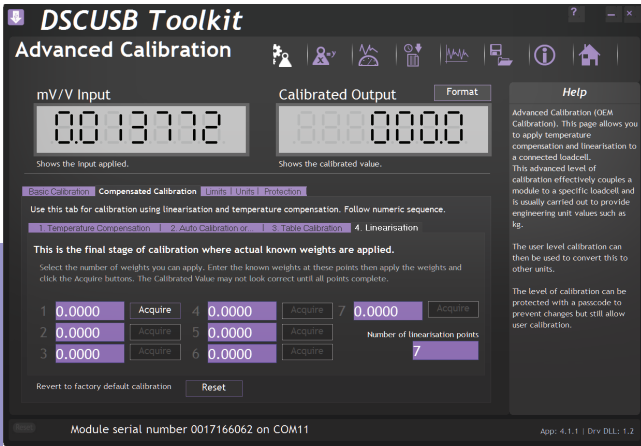 DSCUSB Toolkit
? – ×
Advanced Calibration
mV/V Input
Calibrated Output
Format
0.013772
000.0
Shows the input applied.
Shows the calibrated value.
Basic Calibration Compensated Calibration Limits | Units | Protection
Use this tab for calibration using linearisation and temperature compensation. Follow numeric sequence.
1. Temperature Compensation | 2. Auto Calibration or... | 3. Table Calibration 4. Linearisation
This is the final stage of calibration where actual known weights are applied.
Select the number of weights you can apply. Enter the known weights at these points then apply the weights and
click the Acquire buttons. The Calibrated Value may not look correct until all points complete.
1 0.0000 Acquire 4 0.0000 Acquire 7 0.0000 Acquire
2 0.0000 Acquire 5 0.0000 Acquire
Number of linearisation points
3 0.0000 Acquire 6 0.0000 Acquire
7
Revert to factory default calibration Reset
Help
Advanced Calibration (OEM
Calibration). This page allows you
to apply temperature
compensation and linearisation to
a connected loadcell.
This advanced level of
calibration effectively couples a
module to a specific loadcell and
is usually carried out to provide
engineering unit values such as
kg.
The user level calibration can
then be used to convert this to
other units.
The level of calibration can be
protected with a passcode to
prevent changes but still allow
user calibration.
Module serial number 0017166062 on COM11
App: 4.1.1 | Drv DLL: 1.2